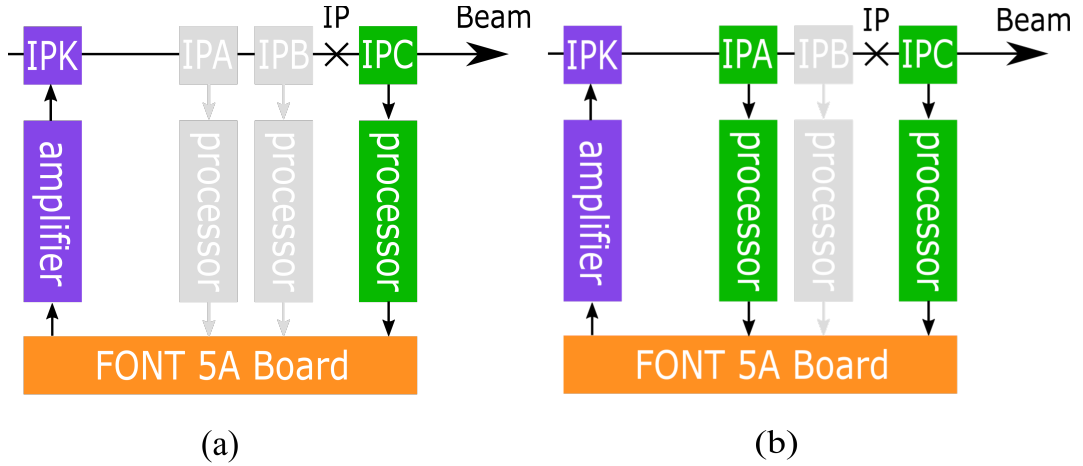 IP Beam
IPK IPA IPB IPC
amplifier processor processor processor
FONT 5A Board
(a)
IP Beam
IPK IPA IPB IPC
amplifier processor processor processor
FONT 5A Board
(b)